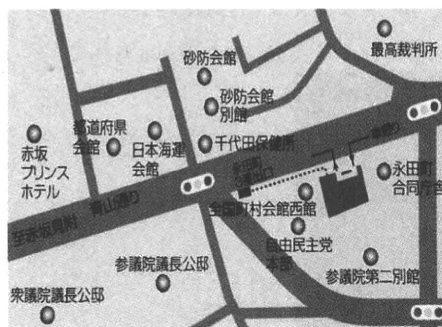 最高裁判所
砂防会館
砂防会館
別館
都道府県
会館
日本海運
会館
千代田保健所
赤坂
プリンス
ホテル
永田町
合同庁舎
全国町村会館西館
自由民主党
本部
至赤坂見附
青山通り
参議院議長公邸
参議院第二別館
衆議院議長公邸